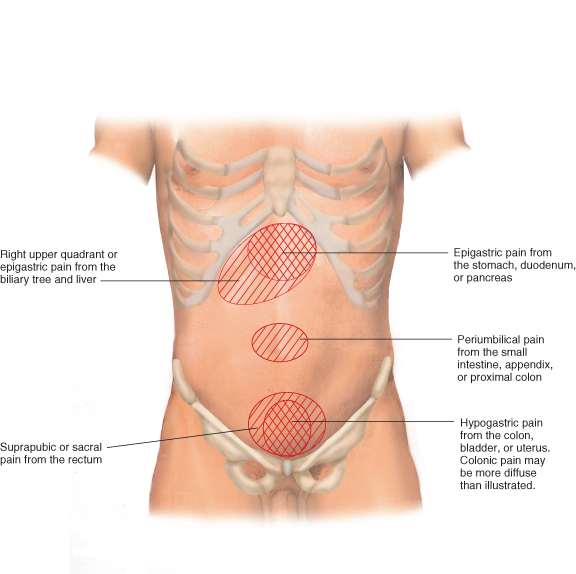 Right upper quadrant or
epigastric pain from the
biliary tree and liver
Epigastric pain from
the stomach, duodenum,
or pancreas
Periumbilical pain
from the small
intestine, appendix,
or proximal colon
Suprapubic or sacral
pain from the rectum
Hypogastric pain
from the colon,
bladder, or uterus.
Colonic pain may
be more diffuse
than illustrated.